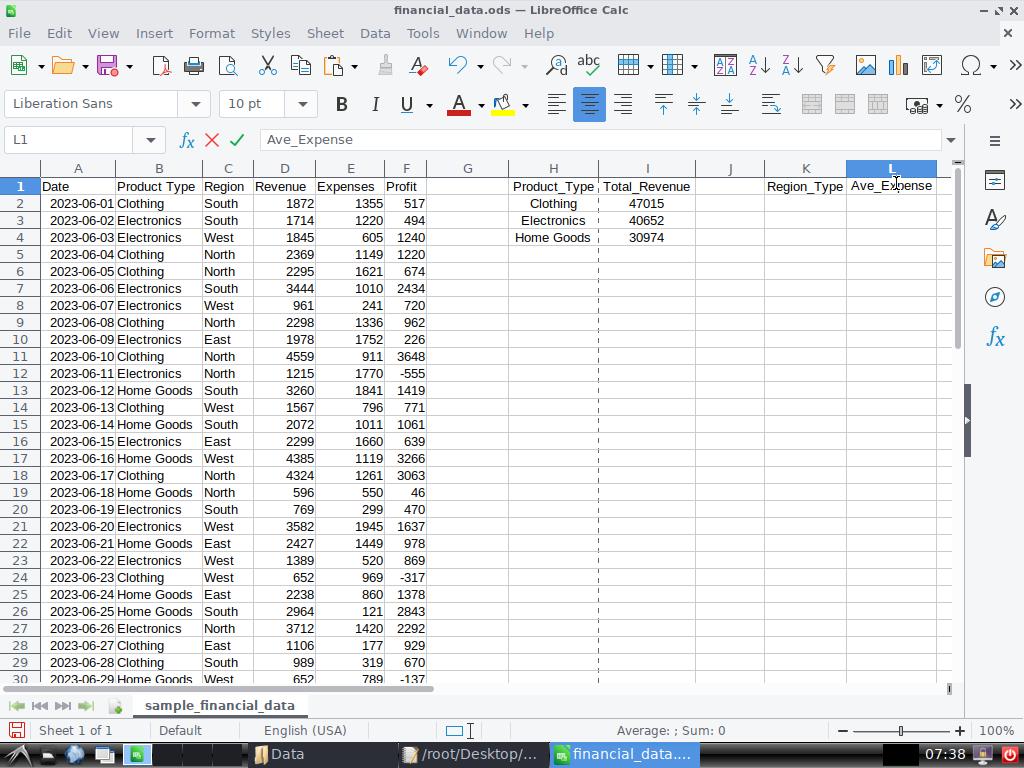 financial_data.ods — LibreOffice Calc
File Edit View Insert Format Styles Sheet Data Tools Window Help
Liberation Sans 10 pt
L1 Ave_Expense
A B C D E F G H I J K L
1 Date Product Type Region Revenue Expenses Profit Product_Type Total_Revenue Region_Type Ave_Expense
2 2023-06-01 Clothing South 1872 1355 517 Clothing 47015
3 2023-06-02 Electronics South 1714 1220 494 Electronics 40652
4 2023-06-03 Electronics West 1845 605 1240 Home Goods 30974
5 2023-06-04 Clothing North 2369 1149 1220
6 2023-06-05 Clothing North 2295 1621 674
7 2023-06-06 Electronics South 3444 1010 2434
8 2023-06-07 Electronics West 961 241 720
9 2023-06-08 Clothing North 2298 1336 962
10 2023-06-09 Electronics East 1978 1752 226
11 2023-06-10 Clothing North 4559 911 3648
12 2023-06-11 Electronics North 1215 1770 -555
13 2023-06-12 Home Goods South 3260 1841 1419
14 2023-06-13 Clothing West 1567 796 771
15 2023-06-14 Home Goods South 2072 1011 1061
16 2023-06-15 Electronics East 2299 1660 639
17 2023-06-16 Home Goods West 4385 1119 3266
18 2023-06-17 Clothing North 4324 1261 3063
19 2023-06-18 Home Goods North 596 550 46
20 2023-06-19 Electronics South 769 299 470
21 2023-06-20 Electronics West 3582 1945 1637
22 2023-06-21 Home Goods East 2427 1449 978
23 2023-06-22 Electronics West 1389 520 869
24 2023-06-23 Clothing West 652 969 -317
25 2023-06-24 Home Goods East 2238 860 1378
26 2023-06-25 Home Goods South 2964 121 2843
27 2023-06-26 Electronics North 3712 1420 2292
28 2023-06-27 Clothing East 1106 177 929
29 2023-06-28 Clothing South 989 319 670
30 2023-06-29 Home Goods West 652 789 -137
sample_financial_data
Sheet 1 of 1 Default English (USA) Average: ; Sum: 0 100%
Data /root/Desktop/... financial_data.... 07:38